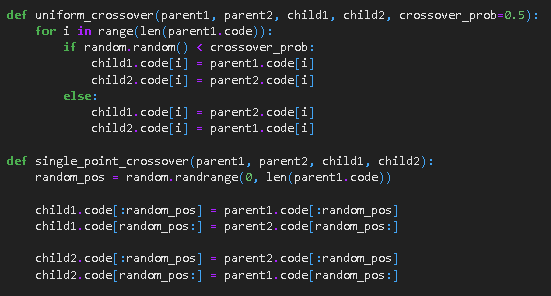 def uniform_crossover(parent1, parent2, child1, child2, crossover_prob=0.5):
    for i in range(len(parent1.code)):
        if random.random() < crossover_prob:
            child1.code[i] = parent1.code[i]
            child2.code[i] = parent2.code[i]
        else:
            child1.code[i] = parent2.code[i]
            child2.code[i] = parent1.code[i]

def single_point_crossover(parent1, parent2, child1, child2):
    random_pos = random.randrange(0, len(parent1.code))

    child1.code[:random_pos] = parent1.code[:random_pos]
    child1.code[random_pos:] = parent2.code[random_pos:]

    child2.code[:random_pos] = parent2.code[:random_pos]
    child2.code[random_pos:] = parent1.code[random_pos:]